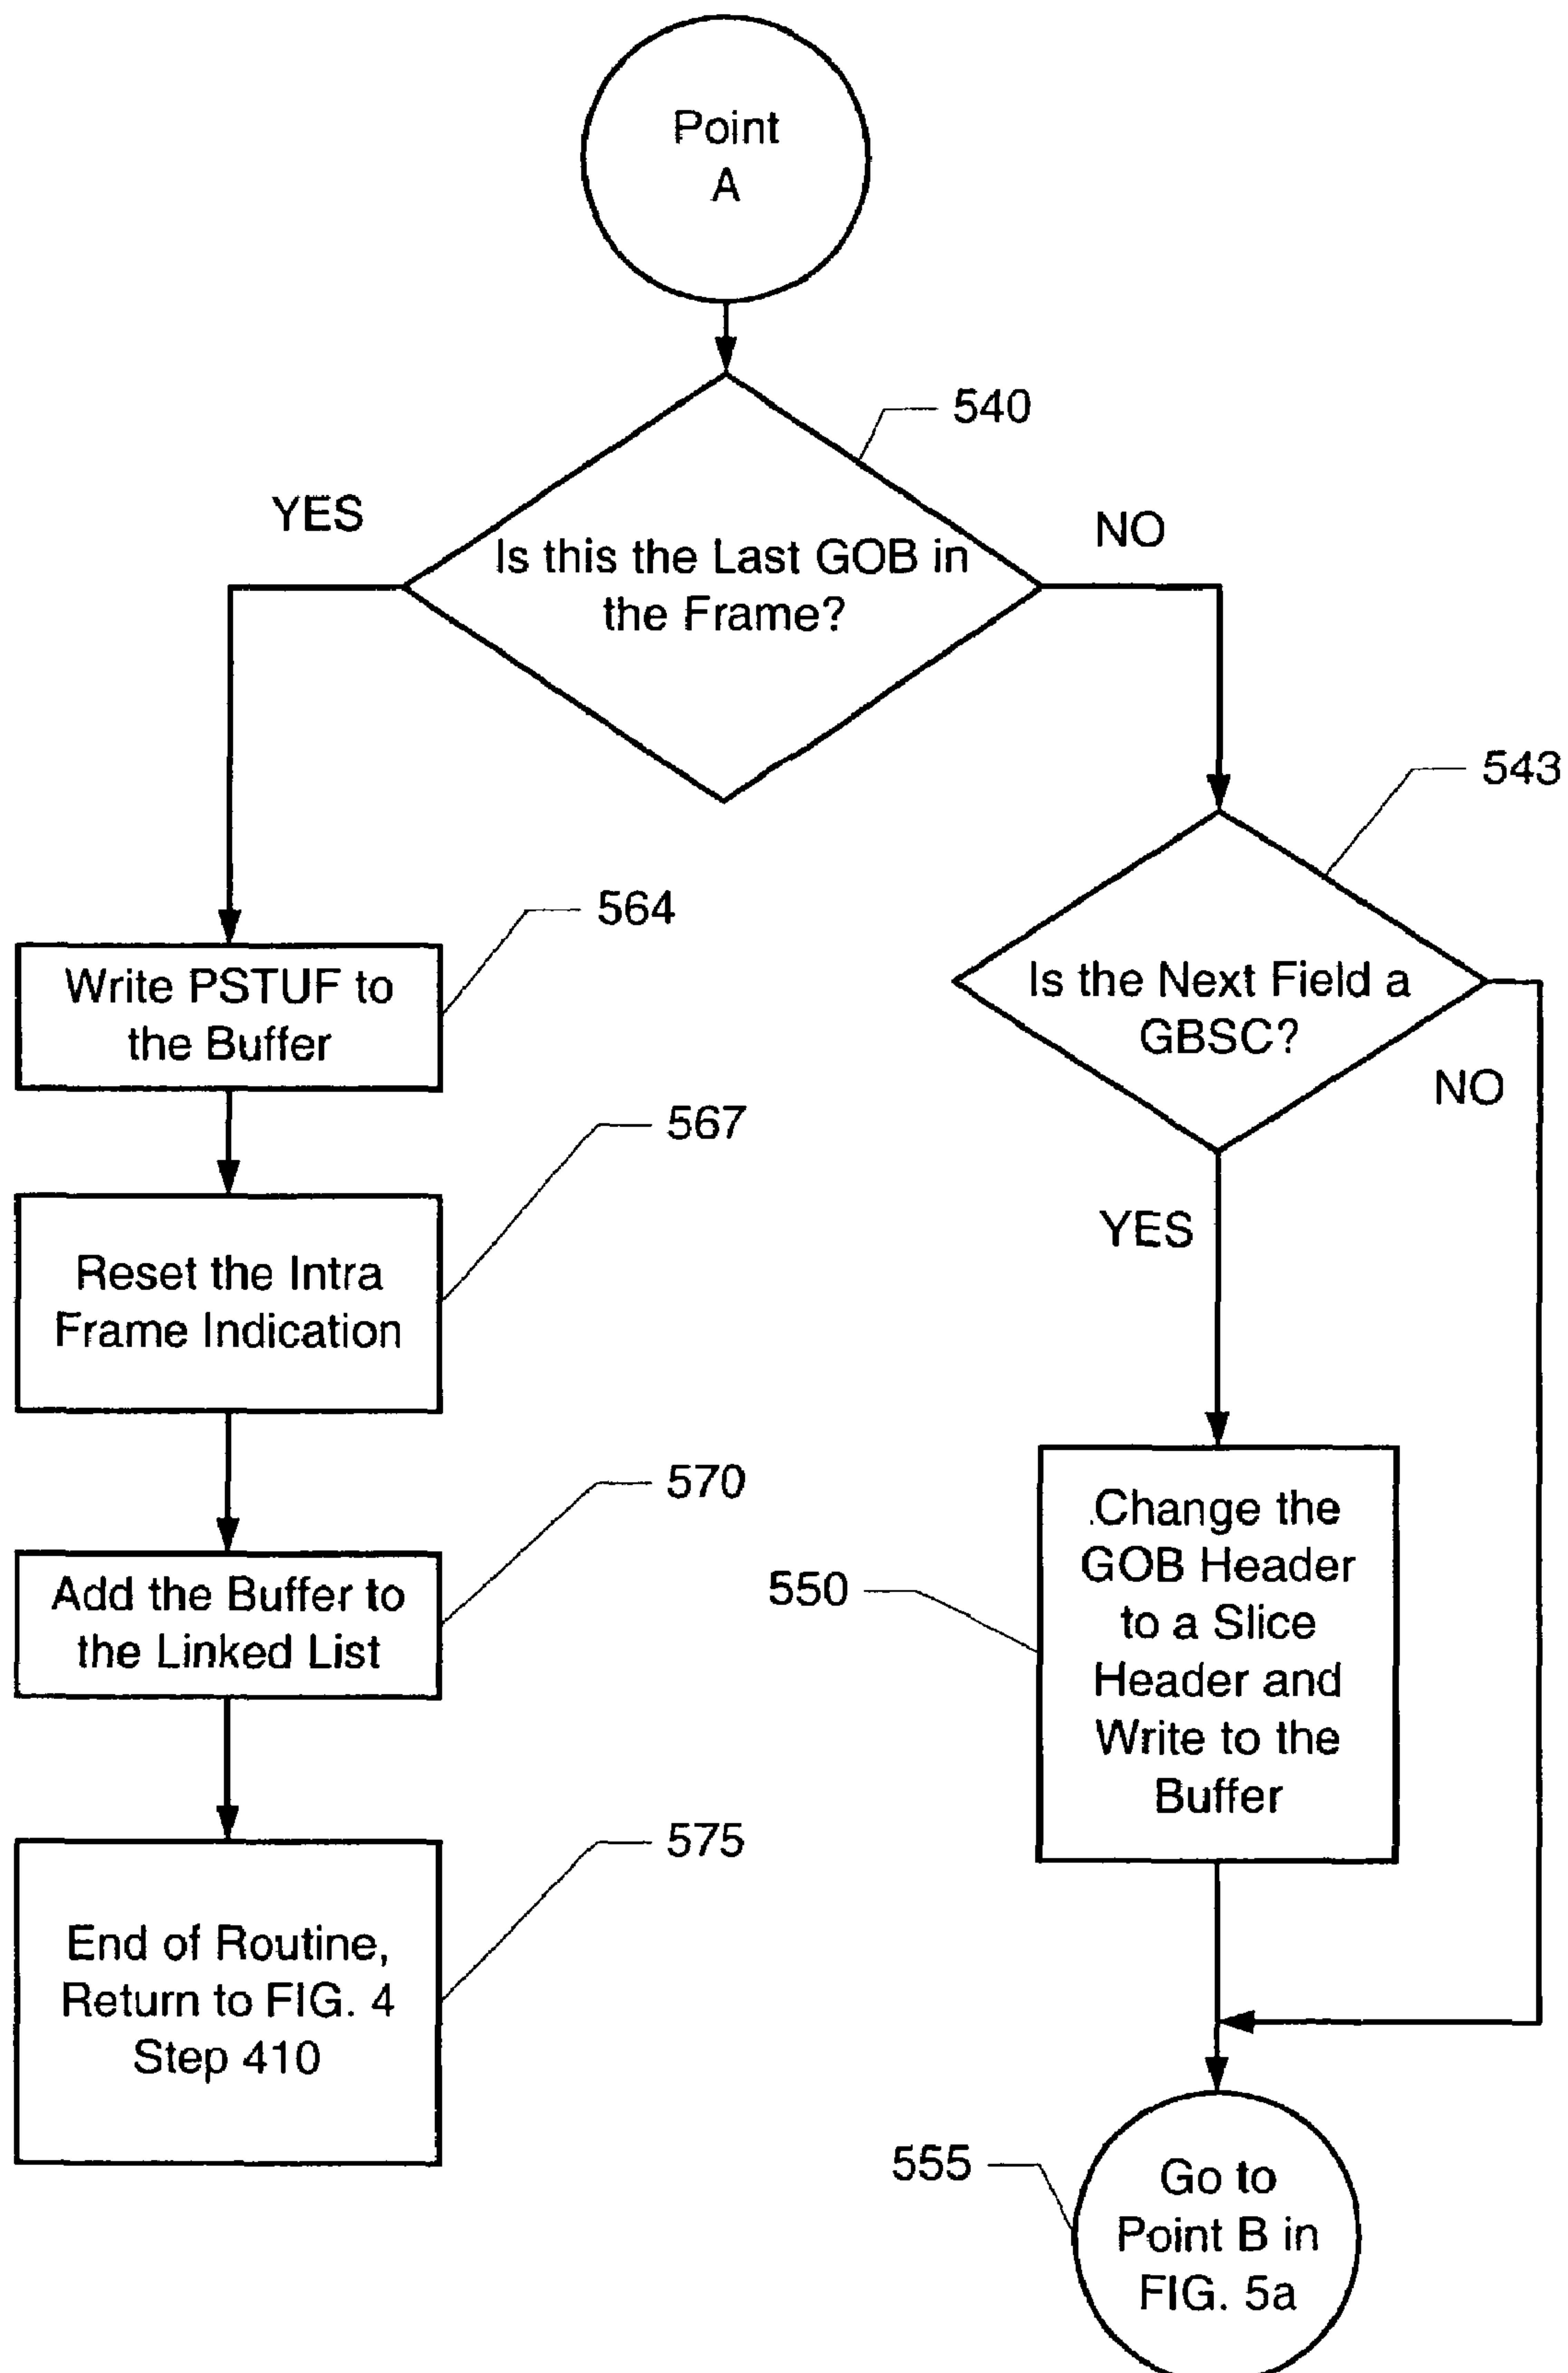 Point
A
540
YES
NO
Is this the Last GOB in
the Frame?
543
564
Write PSTUF to
the Buffer
Is the Next Field a
GBSC?
NO
567
YES
Reset the Intra
Frame Indication
570
Add the Buffer to
the Linked List
Change the
GOB Header
to a Slice
Header and
Write to the
Buffer
550
575
End of Routine,
Return to FIG. 4
Step 410
555
Go to
Point B in
FIG. 5a